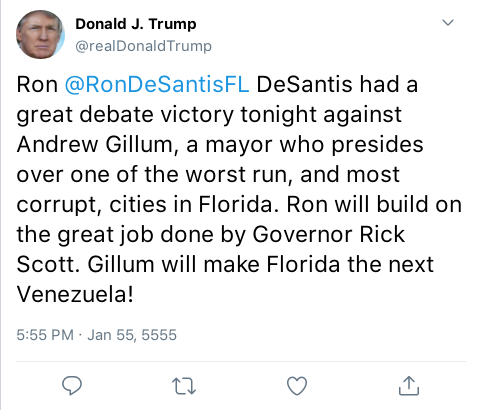 Donald J. Trump
@realDonaldTrump
Ron @RonDeSantisFL DeSantis had a
great debate victory tonight against
Andrew Gillum, a mayor who presides
over one of the worst run, and most
corrupt, cities in Florida. Ron will build on
the great job done by Governor Rick
Scott. Gillum will make Florida the next
Venezuela!
5:55 PM · Jan 55, 5555